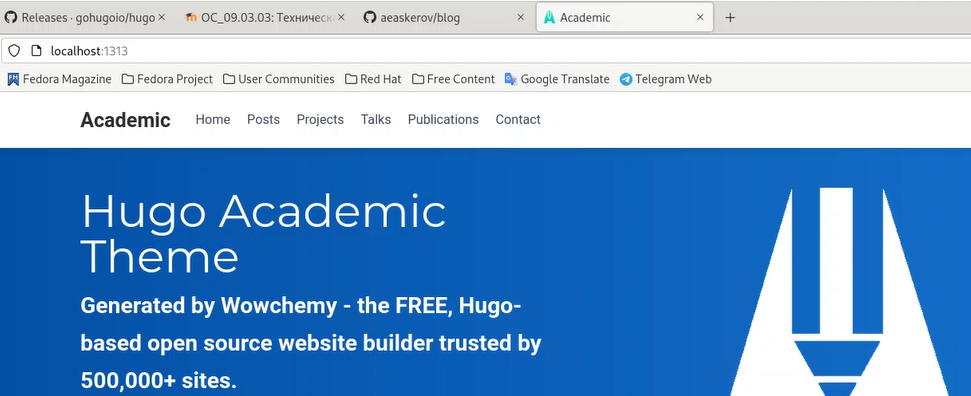 Releases · gohugoio/hugo
ОС_09.03.03: Техническ
aeaskerov/blog
Academic
localhost:1313
Fedora Magazine Fedora Project User Communities Red Hat Free Content Google Translate Telegram Web
Academic Home Posts Projects Talks Publications Contact
Hugo Academic
Theme
Generated by Wowchemy - the FREE, Hugo-
based open source website builder trusted by
500,000+ sites.